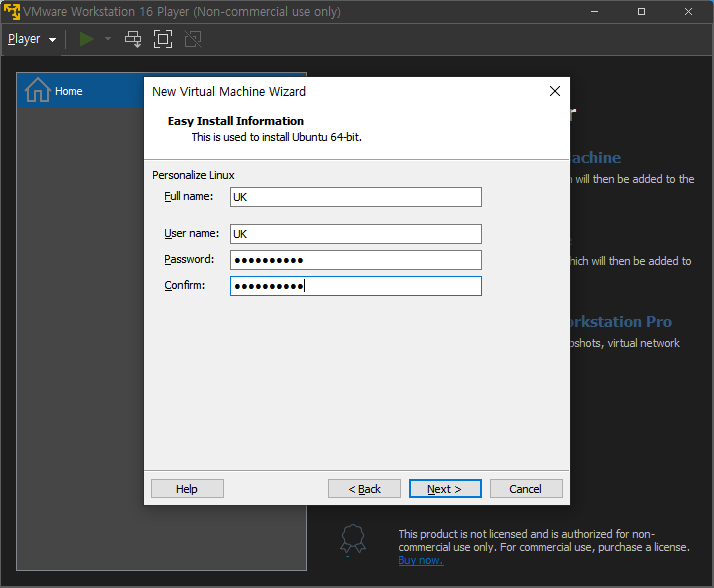 VMware Workstation 16 Player (Non-commercial use only)
Player
Home
New Virtual Machine Wizard
Easy Install Information
This is used to install Ubuntu 64-bit.
Personalize Linux
Full name: UK
User name: UK
Password: ●●●●●●●●●●
Confirm: ●●●●●●●●●●
Help < Back Next > Cancel
r
achine
will then be added to the
hich will then be added to
rkstation Pro
pshots, virtual network
This product is not licensed and is authorized for non-
commercial use only. For commercial use, purchase a license.
Buy now.